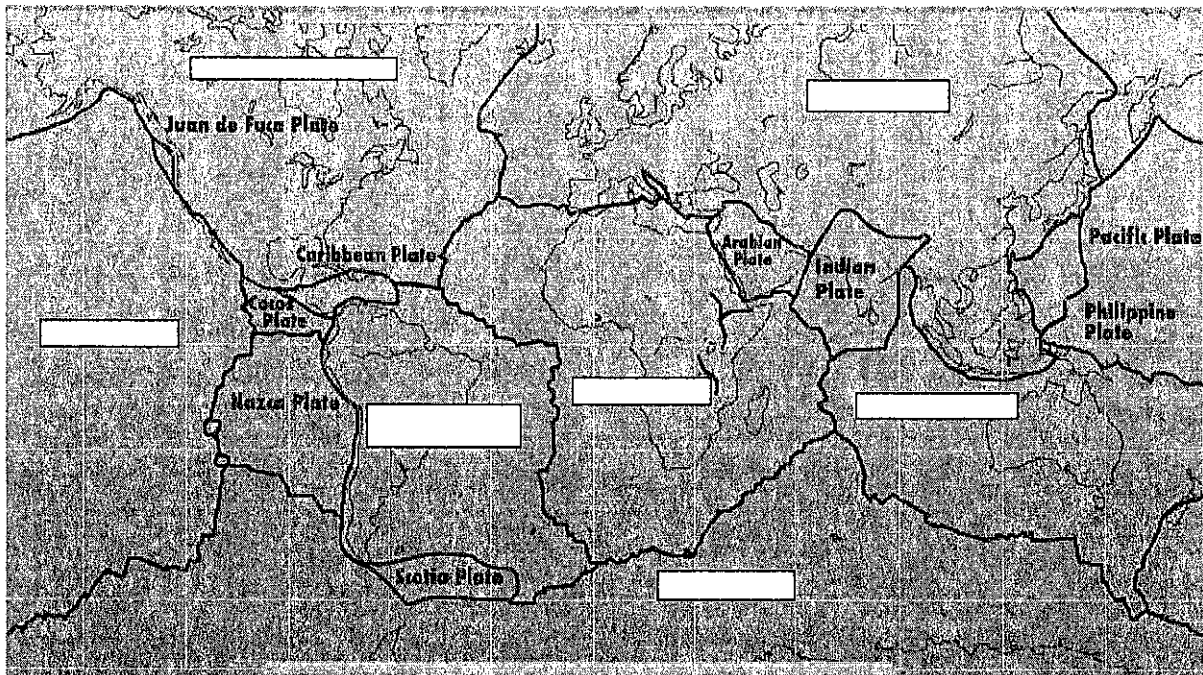 Juan de Fuca Plate
Caribbean Plate
Cocos
Plate
Nazca Plate
Scotia Plate
Arabian
Plate
Indian
Plate
Pacific Plate
Philippine
Plate